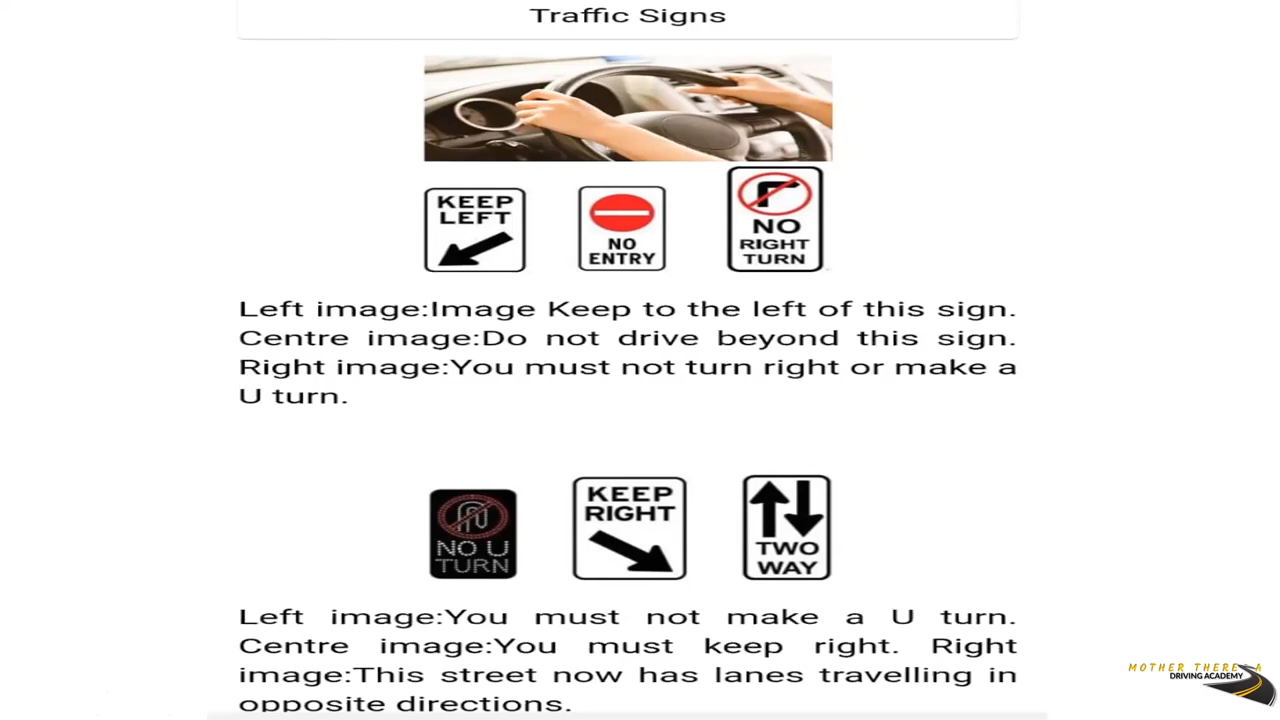 Traffic Signs
KEEP
LEFT
NO
ENTRY
NO
RIGHT
TURN
Left image:Image Keep to the left of this sign.
Centre image:Do not drive beyond this sign.
Right image:You must not turn right or make a
U turn.
NO U
TURN
KEEP
RIGHT
TWO
WAY
Left image:You must not make a U turn.
Centre image:You must keep right. Right
image:This street now has lanes travelling in
opposite directions.
MOTHER THERE A
DRIVING ACADEMY